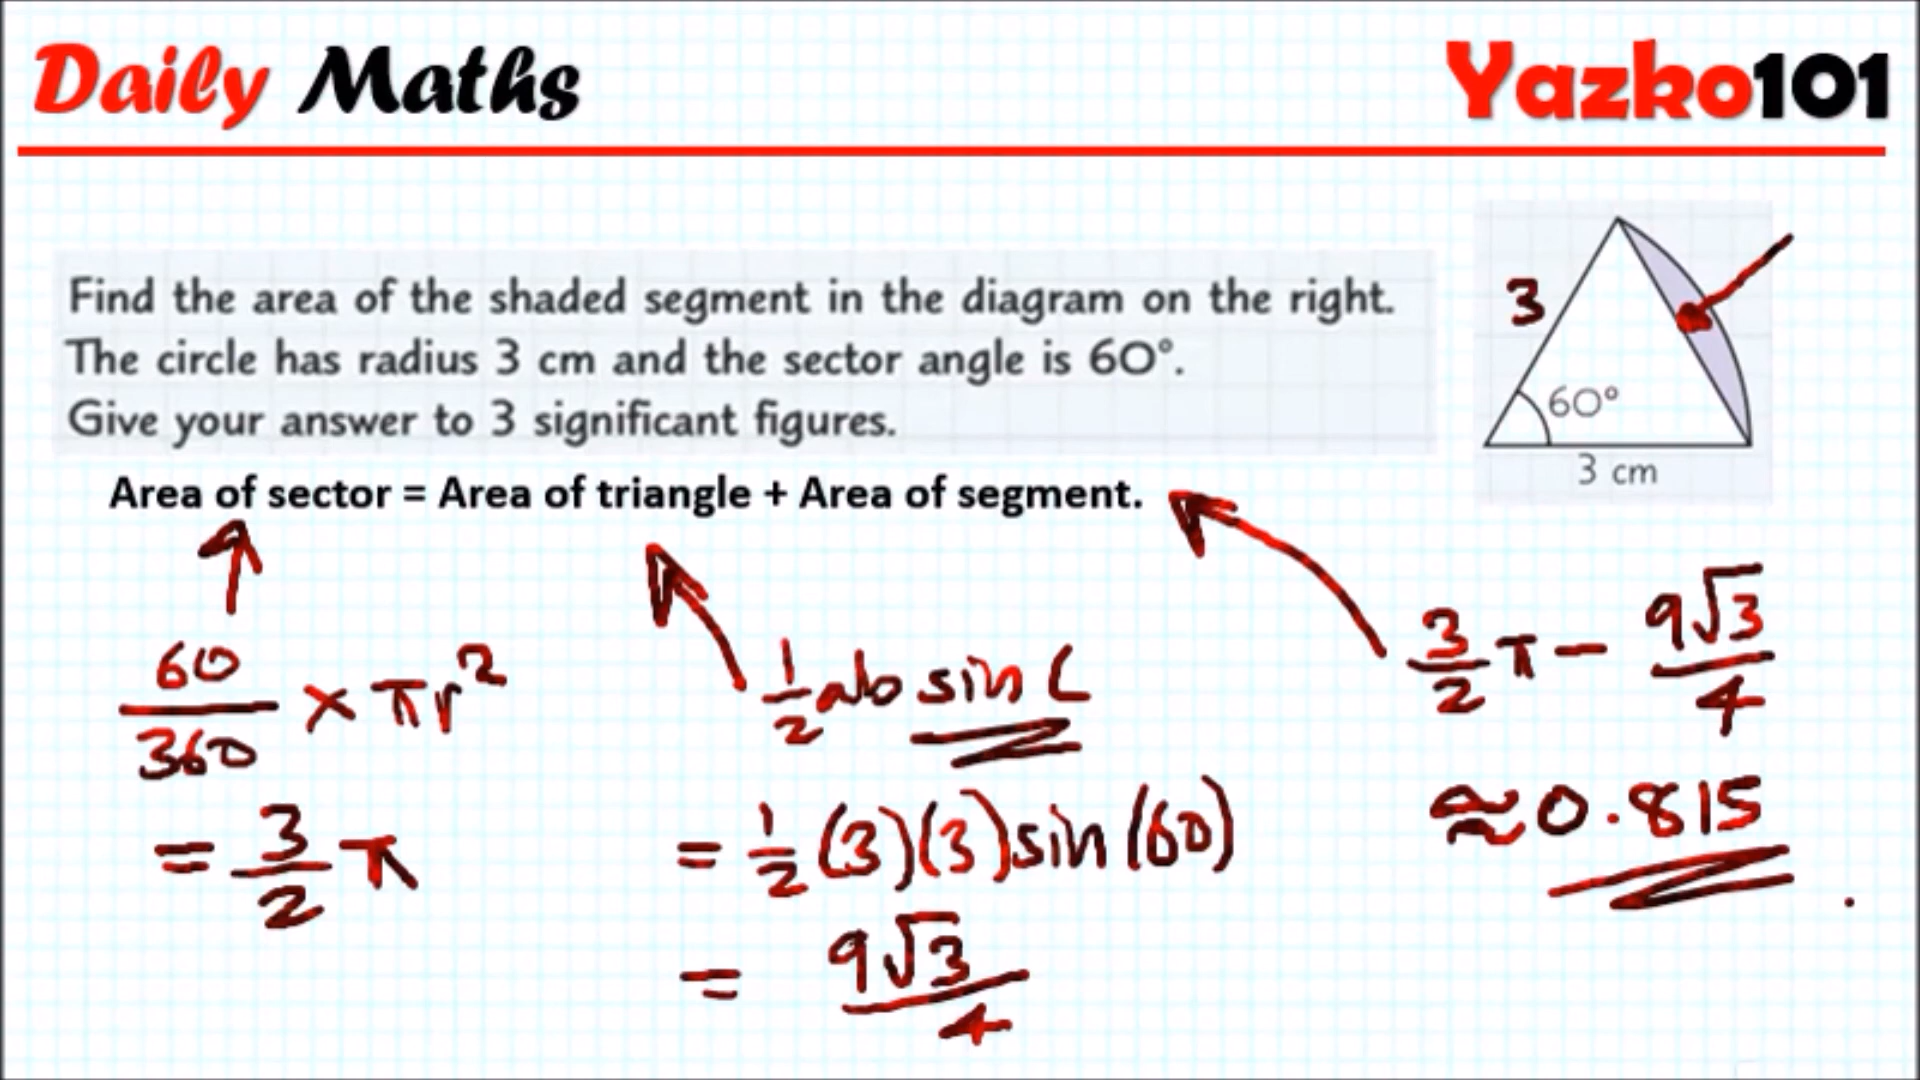 Daily Maths
Yazko101
Find the area of the shaded segment in the diagram on the right.
The circle has radius 3 cm and the sector angle is 60°.
Give your answer to 3 significant figures.
3
60°
3 cm
Area of sector = Area of triangle + Area of segment.
60/360 × πr²
= 3/2 π
1/2 ab sin C
= 1/2 (3)(3) sin(60)
= 9√3/4
3/2 π − 9√3/4
≈ 0.815